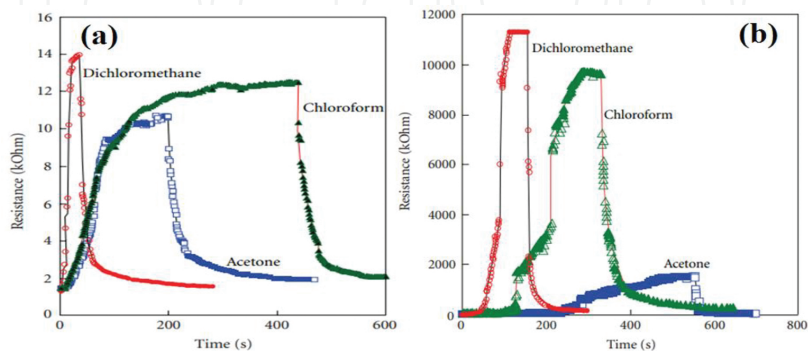 (a)
16
14
12
10
8
6
4
2
0
Resistance (kOhm)
Dichloromethane
Chloroform
Acetone
0
200
400
600
Time (s)
(b)
12000
10000
8000
6000
4000
2000
0
Resistance (kOhm)
Dichloromethane
Chloroform
Acetone
0
200
400
600
800
Time (s)